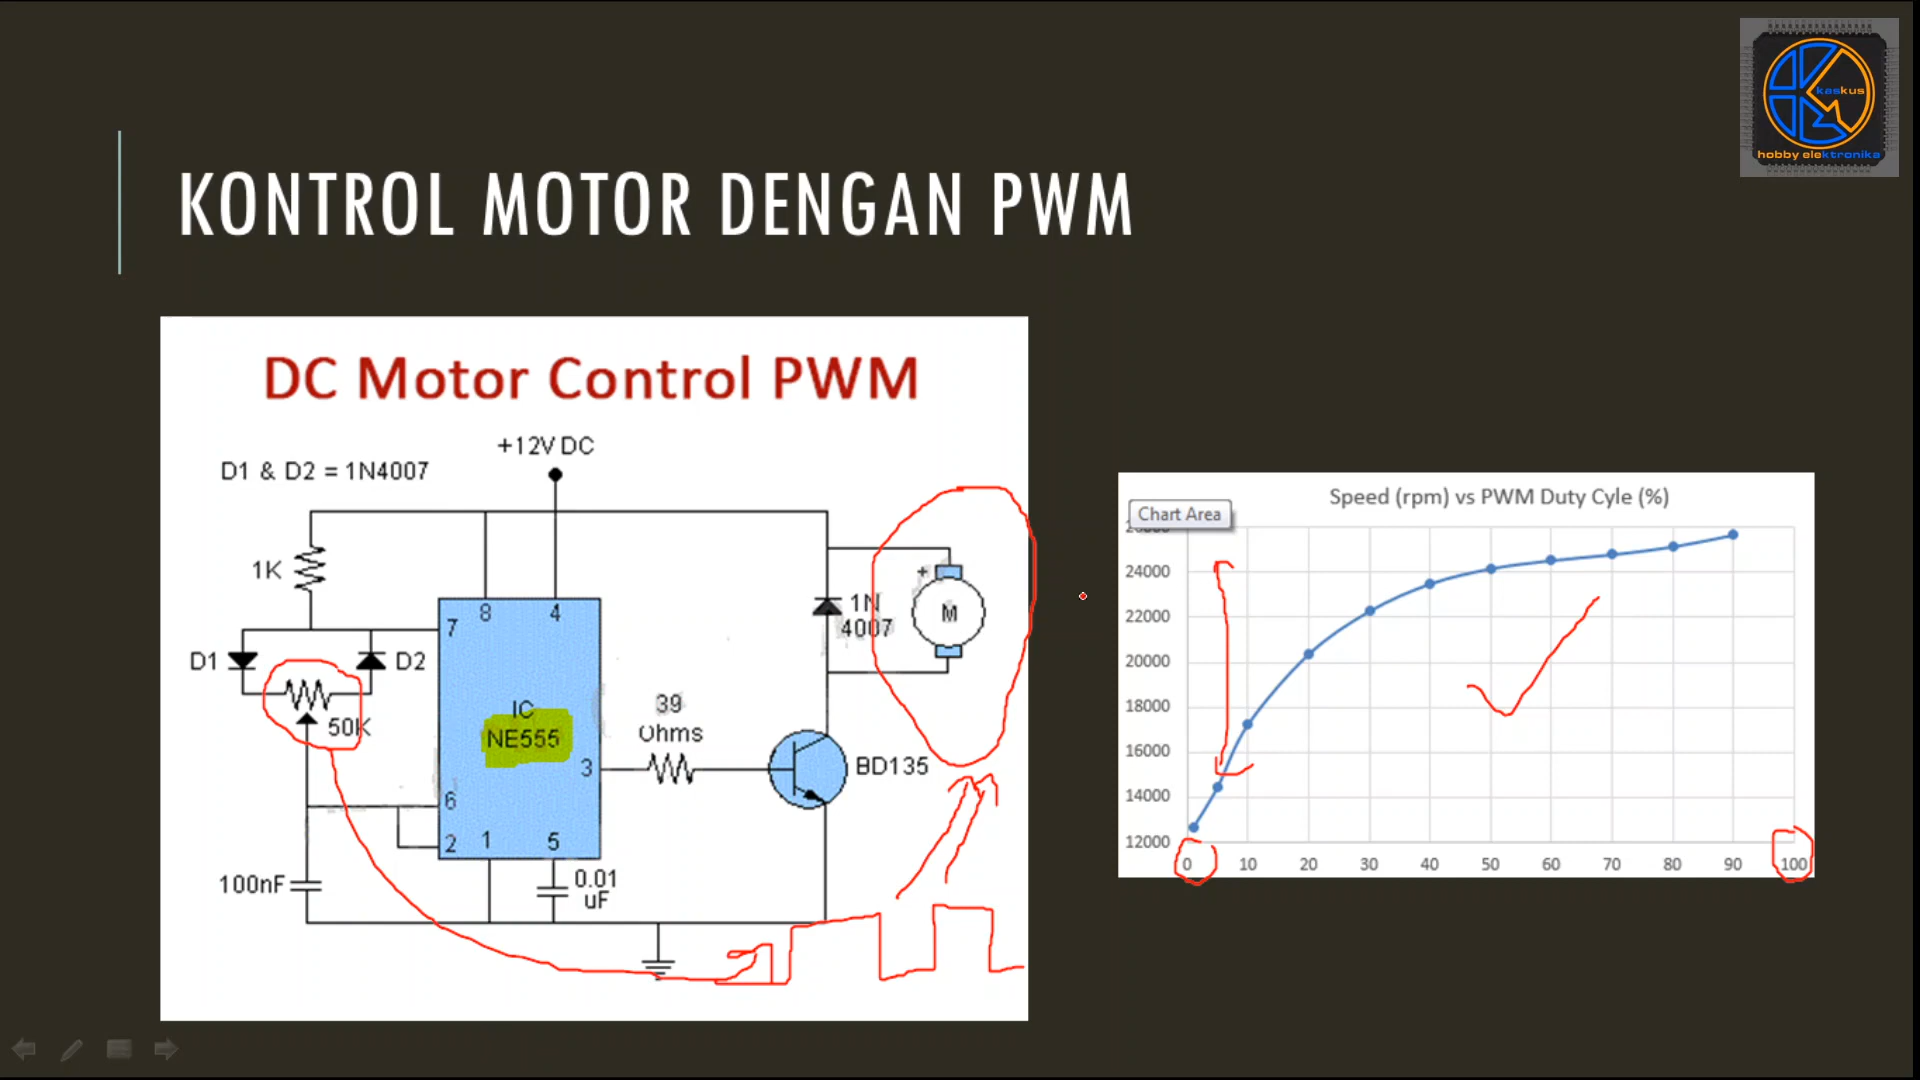 kaskus
hobby elektronika
KONTROL MOTOR DENGAN PWM
DC Motor Control PWM
+12V DC
D1 & D2 = 1N4007
1K
7
8
4
D1
D2
50K
IC
NE555
6
2
1
5
3
39
Ohms
BD135
1N
4007
+
M
100nF
0.01
uF
Speed (rpm) vs PWM Duty Cyle (%)
Chart Area
24000
22000
20000
18000
16000
14000
12000
0 10 20 30 40 50 60 70 80 90 100